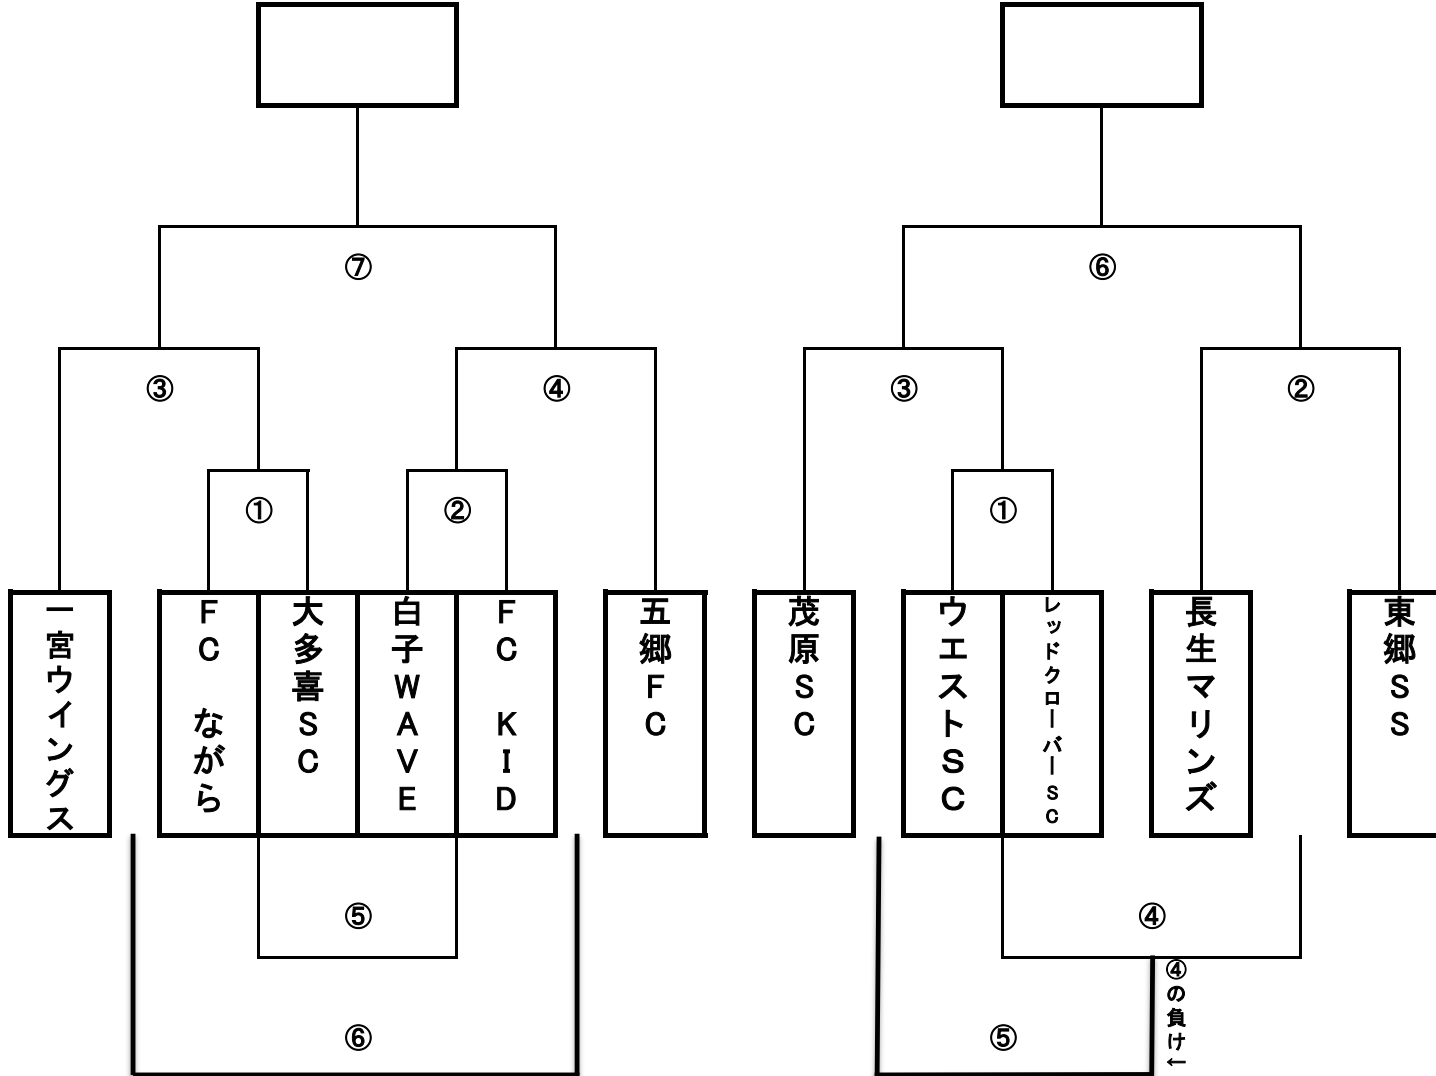 ⑦
⑥
③
④
③
②
①
②
①
一宮ウイングス
ＦＣ　ながら
大多喜ＳＣ
白子ＷＡＶＥ
ＦＣ　ＫＩＤ
五郷ＦＣ
茂原ＳＣ
ウエストＳＣ
レッドクローバーＳＣ
長生マリンズ
東郷ＳＳ
⑤
④
④の負け←
⑥
⑤